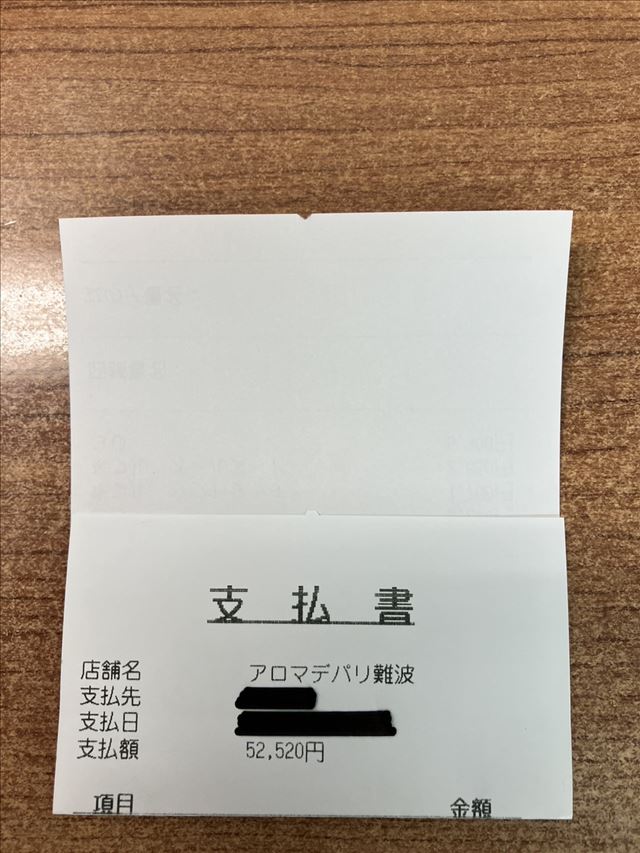 支払書
店舗名 アロマデパリ難波
支払先
支払日
支払額 52,520円
項目 金額